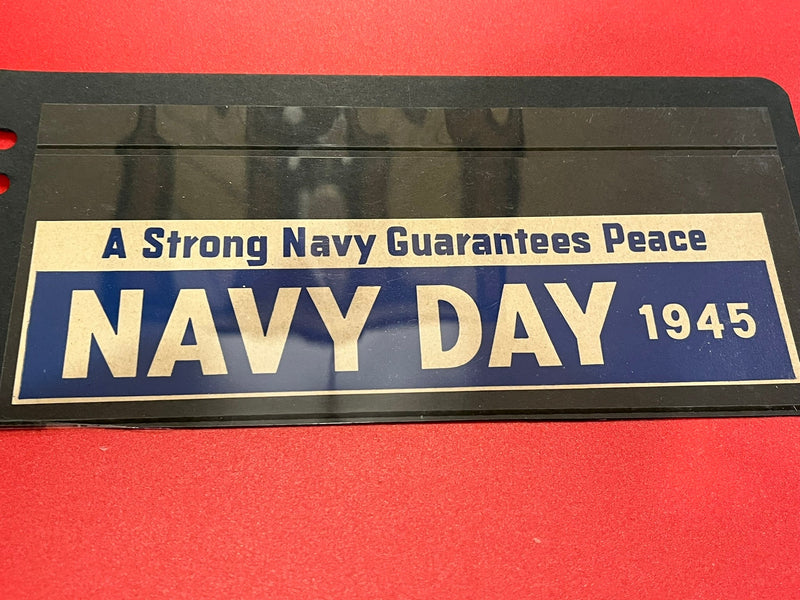 A Strong Navy Guarantees Peace
NAVY DAY 1945